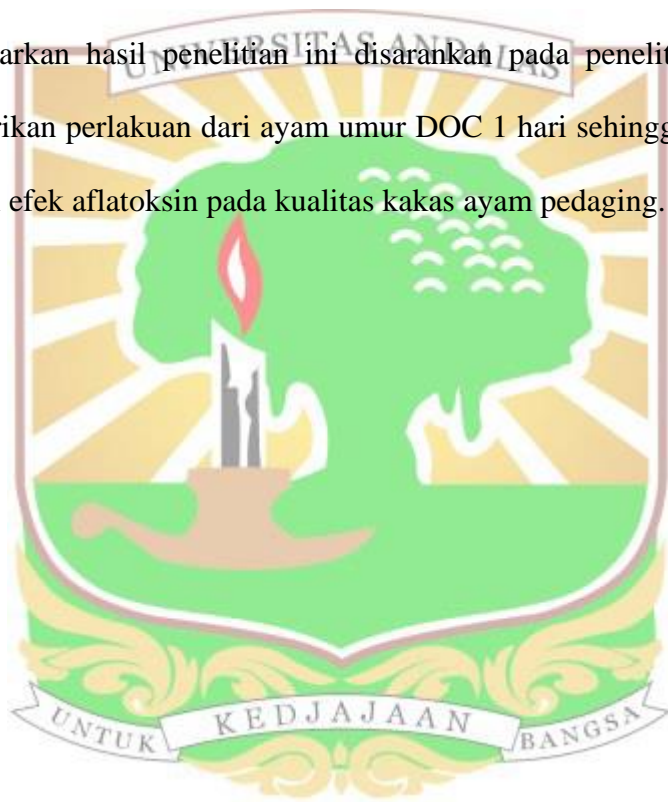 arkan hasil penelitian ini disarankan pada penelit
rikan perlakuan dari ayam umur DOC 1 hari sehingg
efek aflatoksin pada kualitas kakas ayam pedaging.
UNIVERSITAS ANDALAS
UNTUK KEDJAJAAN BANGSA